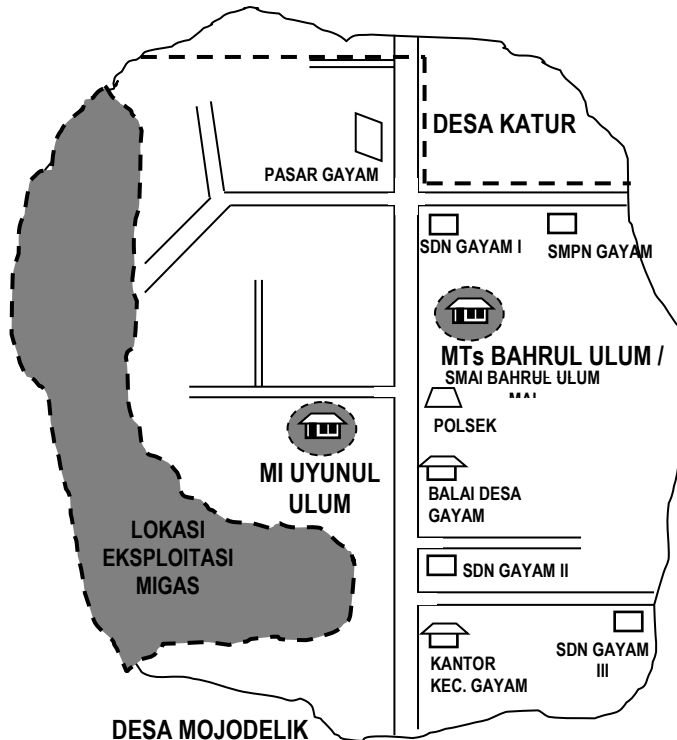 DESA KATUR
PASAR GAYAM
SDN GAYAM I
SMPN GAYAM
MTs BAHRUL ULUM /
SMAI BAHRUL ULUM
POLSEK
MI UYUNUL
ULUM
BALAI DESA
GAYAM
LOKASI
EKSPLOITASI
MIGAS
SDN GAYAM II
KANTOR
KEC. GAYAM
SDN GAYAM
III
DESA MOJODELIK